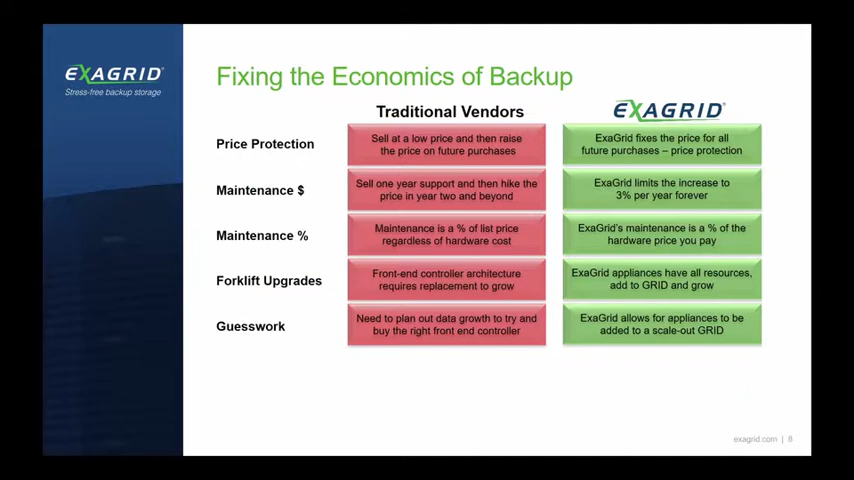 EXAGRID
Stress-free backup storage
Fixing the Economics of Backup
Traditional Vendors
EXAGRID
Price Protection
Sell at a low price and then raise
the price on future purchases
ExaGrid fixes the price for all
future purchases – price protection
Maintenance $
Sell one year support and then hike the
price in year two and beyond
ExaGrid limits the increase to
3% per year forever
Maintenance %
Maintenance is a % of list price
regardless of hardware cost
ExaGrid's maintenance is a % of the
hardware price you pay
Forklift Upgrades
Front-end controller architecture
requires replacement to grow
ExaGrid appliances have all resources,
add to GRID and grow
Guesswork
Need to plan out data growth to try and
buy the right front end controller
ExaGrid allows for appliances to be
added to a scale-out GRID
exagrid.com | 8